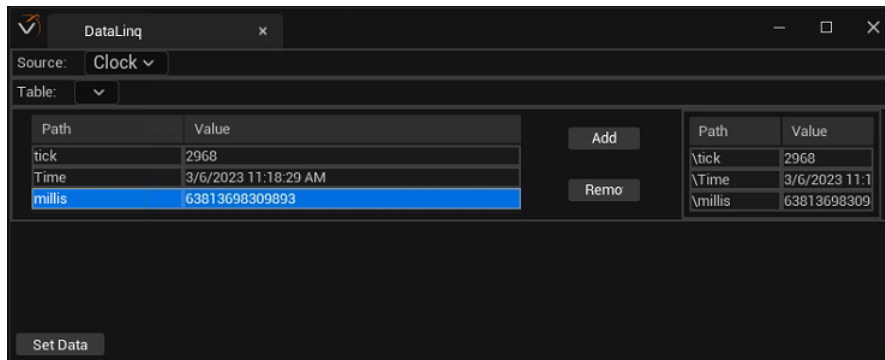 DataLinq
Source: Clock
Table:
Path Value
tick 2968
Time 3/6/2023 11:18:29 AM
millis 63813698309893
Add
Remo
Path Value
\tick 2968
\Time 3/6/2023 11:1
\millis 63813698309
Set Data